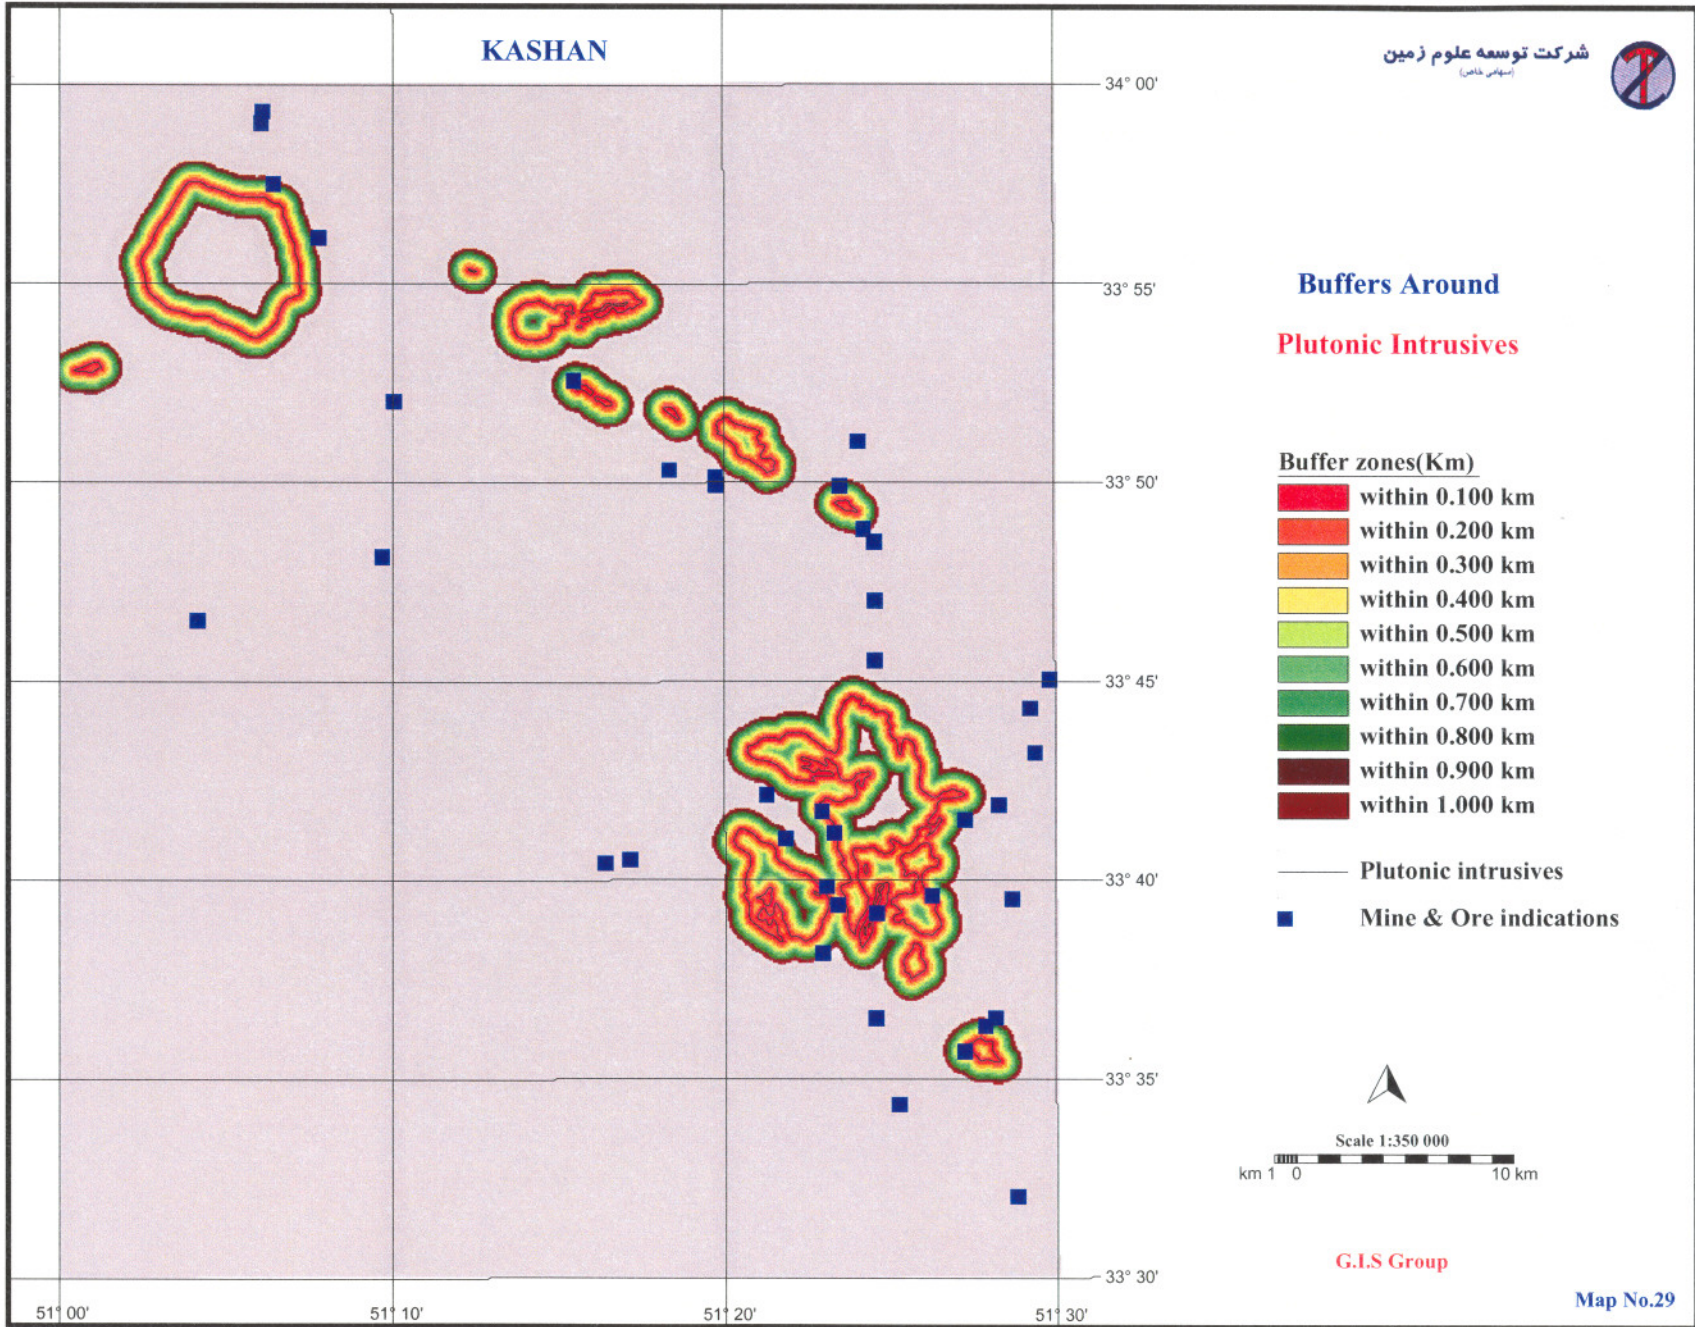 KASHAN
شرکت توسعه علوم زمین
(سهامی خاص)
34° 00'
33° 55'
33° 50'
33° 45'
33° 40'
33° 35'
33° 30'
51° 00'
51° 10'
51° 20'
51° 30'
Buffers Around
Plutonic Intrusives
Buffer zones(Km)
within 0.100 km
within 0.200 km
within 0.300 km
within 0.400 km
within 0.500 km
within 0.600 km
within 0.700 km
within 0.800 km
within 0.900 km
within 1.000 km
Plutonic intrusives
Mine & Ore indications
Scale 1:350 000
km 1 0 10 km
G.I.S Group
Map No.29